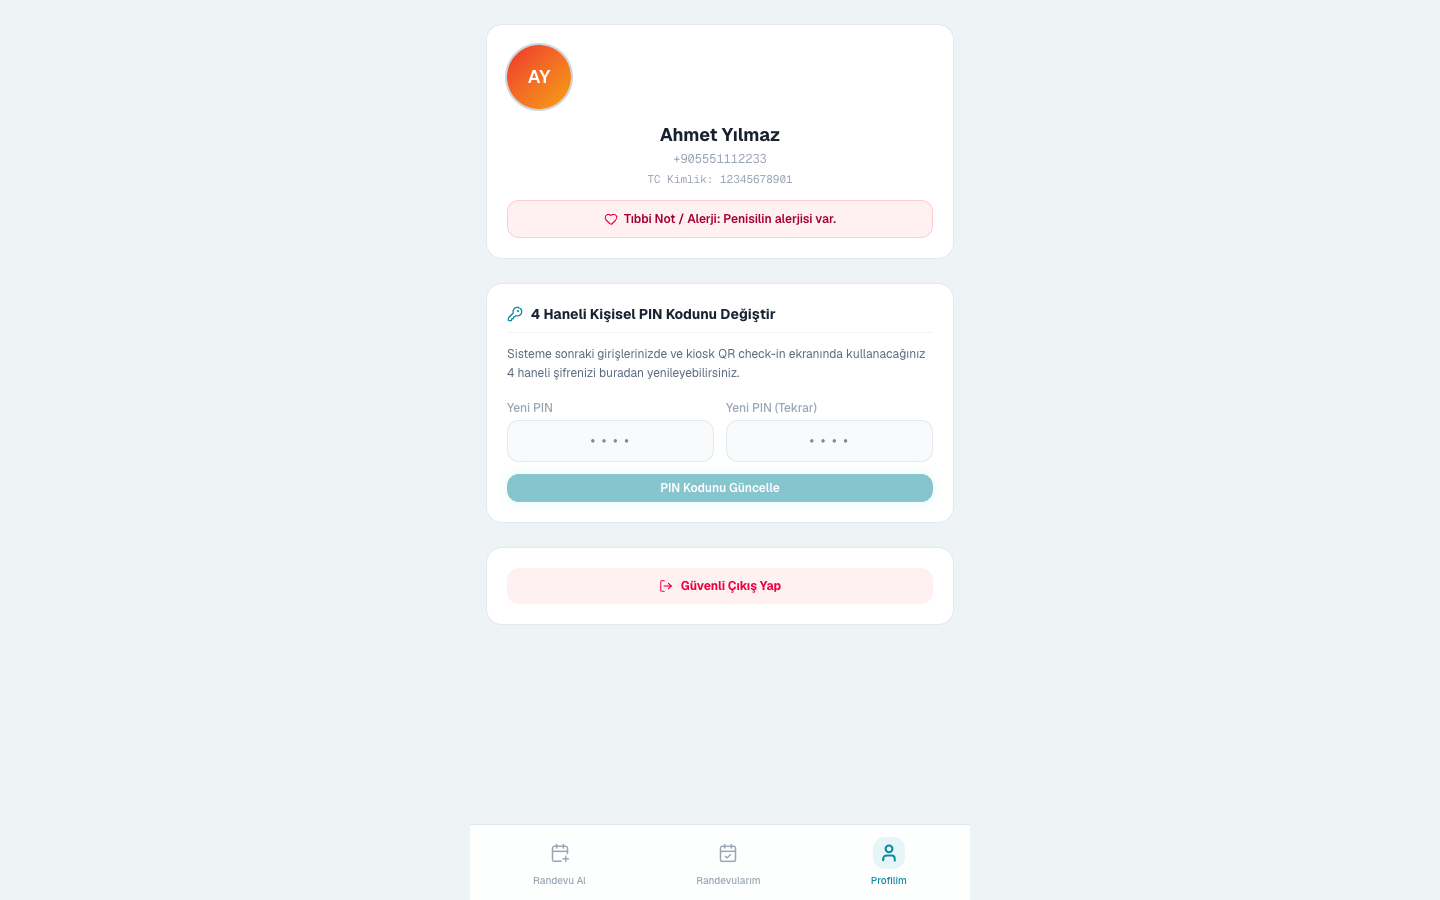 AY
Ahmet Yılmaz
+905551112233
TC Kimlik: 12345678901
Tıbbi Not / Alerji: Penisilin alerjisi var.
4 Haneli Kişisel PIN Kodunu Değiştir
Sisteme sonraki girişlerinizde ve kiosk QR check-in ekranında kullanacağınız
4 haneli şifrenizi buradan yenileyebilirsiniz.
Yeni PIN
Yeni PIN (Tekrar)
• • • •
• • • •
PIN Kodunu Güncelle
Güvenli Çıkış Yap
Randevu Al
Randevularım
Profilim